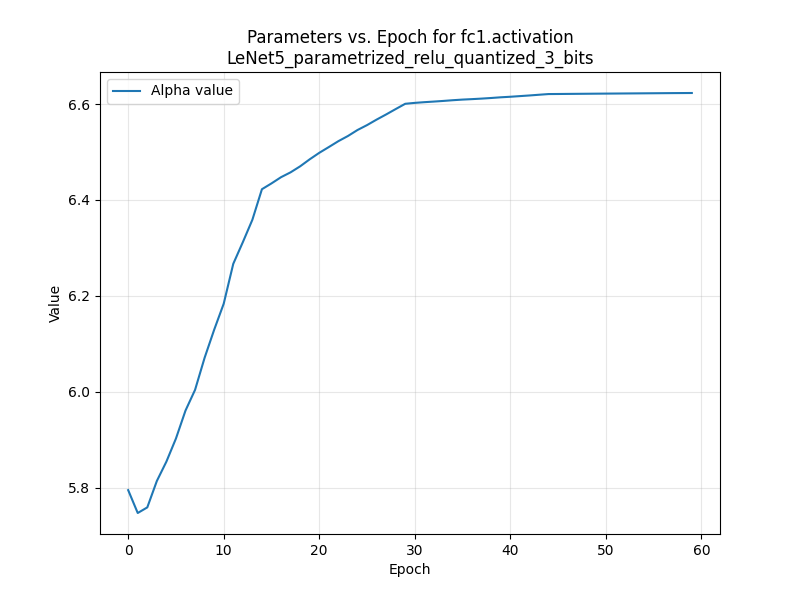 Parameters vs. Epoch for fc1.activation
LeNet5_parametrized_relu_quantized_3_bits
Alpha value
6.6
6.4
6.2
6.0
5.8
Value
0 10 20 30 40 50 60
Epoch